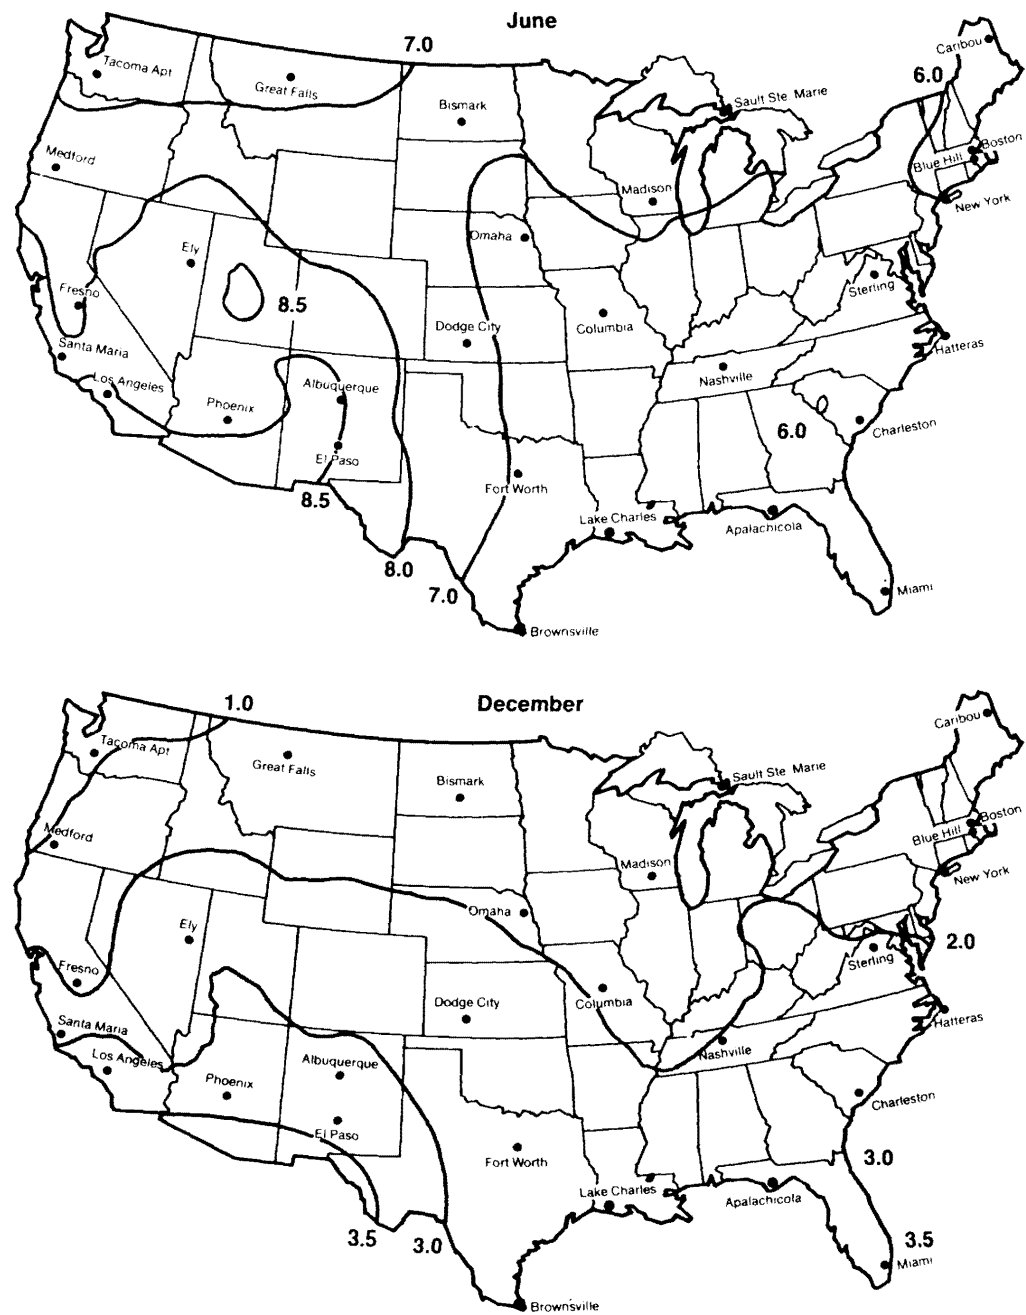 June
7.0
Caribou
6.0
Tacoma Apt
Great Falls
Bismark
Sault Ste. Marie
Boston
Blue Hill
Medford
Madison
New York
Omaha
Ely
Sterling
Fresno
8.5
Columbia
Dodge City
Hatteras
Santa Maria
Nashville
Los Angeles
Albuquerque
Phoenix
6.0
Charleston
El Paso
Fort Worth
8.5
Lake Charles
Apalachicola
8.0
7.0
Miami
Brownsville
December
1.0
Caribou
Tacoma Apt
Great Falls
Bismark
Sault Ste. Marie
Boston
Blue Hill
Medford
Madison
New York
Omaha
Ely
2.0
Sterling
Fresno
Columbia
Dodge City
Hatteras
Santa Maria
Nashville
Los Angeles
Albuquerque
Phoenix
Charleston
El Paso
3.0
Fort Worth
Lake Charles
Apalachicola
3.5
3.0
3.5
Miami
Brownsville